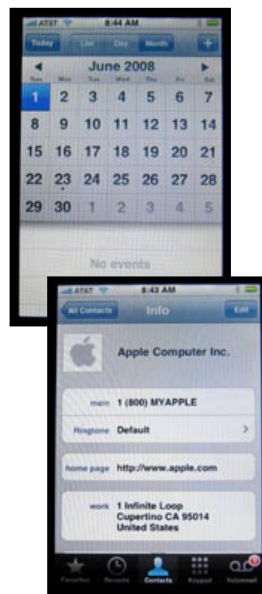 AT&T 8:44 AM
Today List Day Month +
June 2008
Sun Mon Tue Wed Thu Fri Sat
1 2 3 4 5 6 7
8 9 10 11 12 13 14
15 16 17 18 19 20 21
22 23 24 25 26 27 28
29 30 1 2 3 4 5
No events
AT&T 8:43 AM
All Contacts Info Edit
Apple Computer Inc.
main 1 (800) MYAPPLE
Ringtone Default
home page http://www.apple.com
work 1 Infinite Loop
Cupertino CA 95014
United States
Favorites Recents Contacts Keypad Voicemail